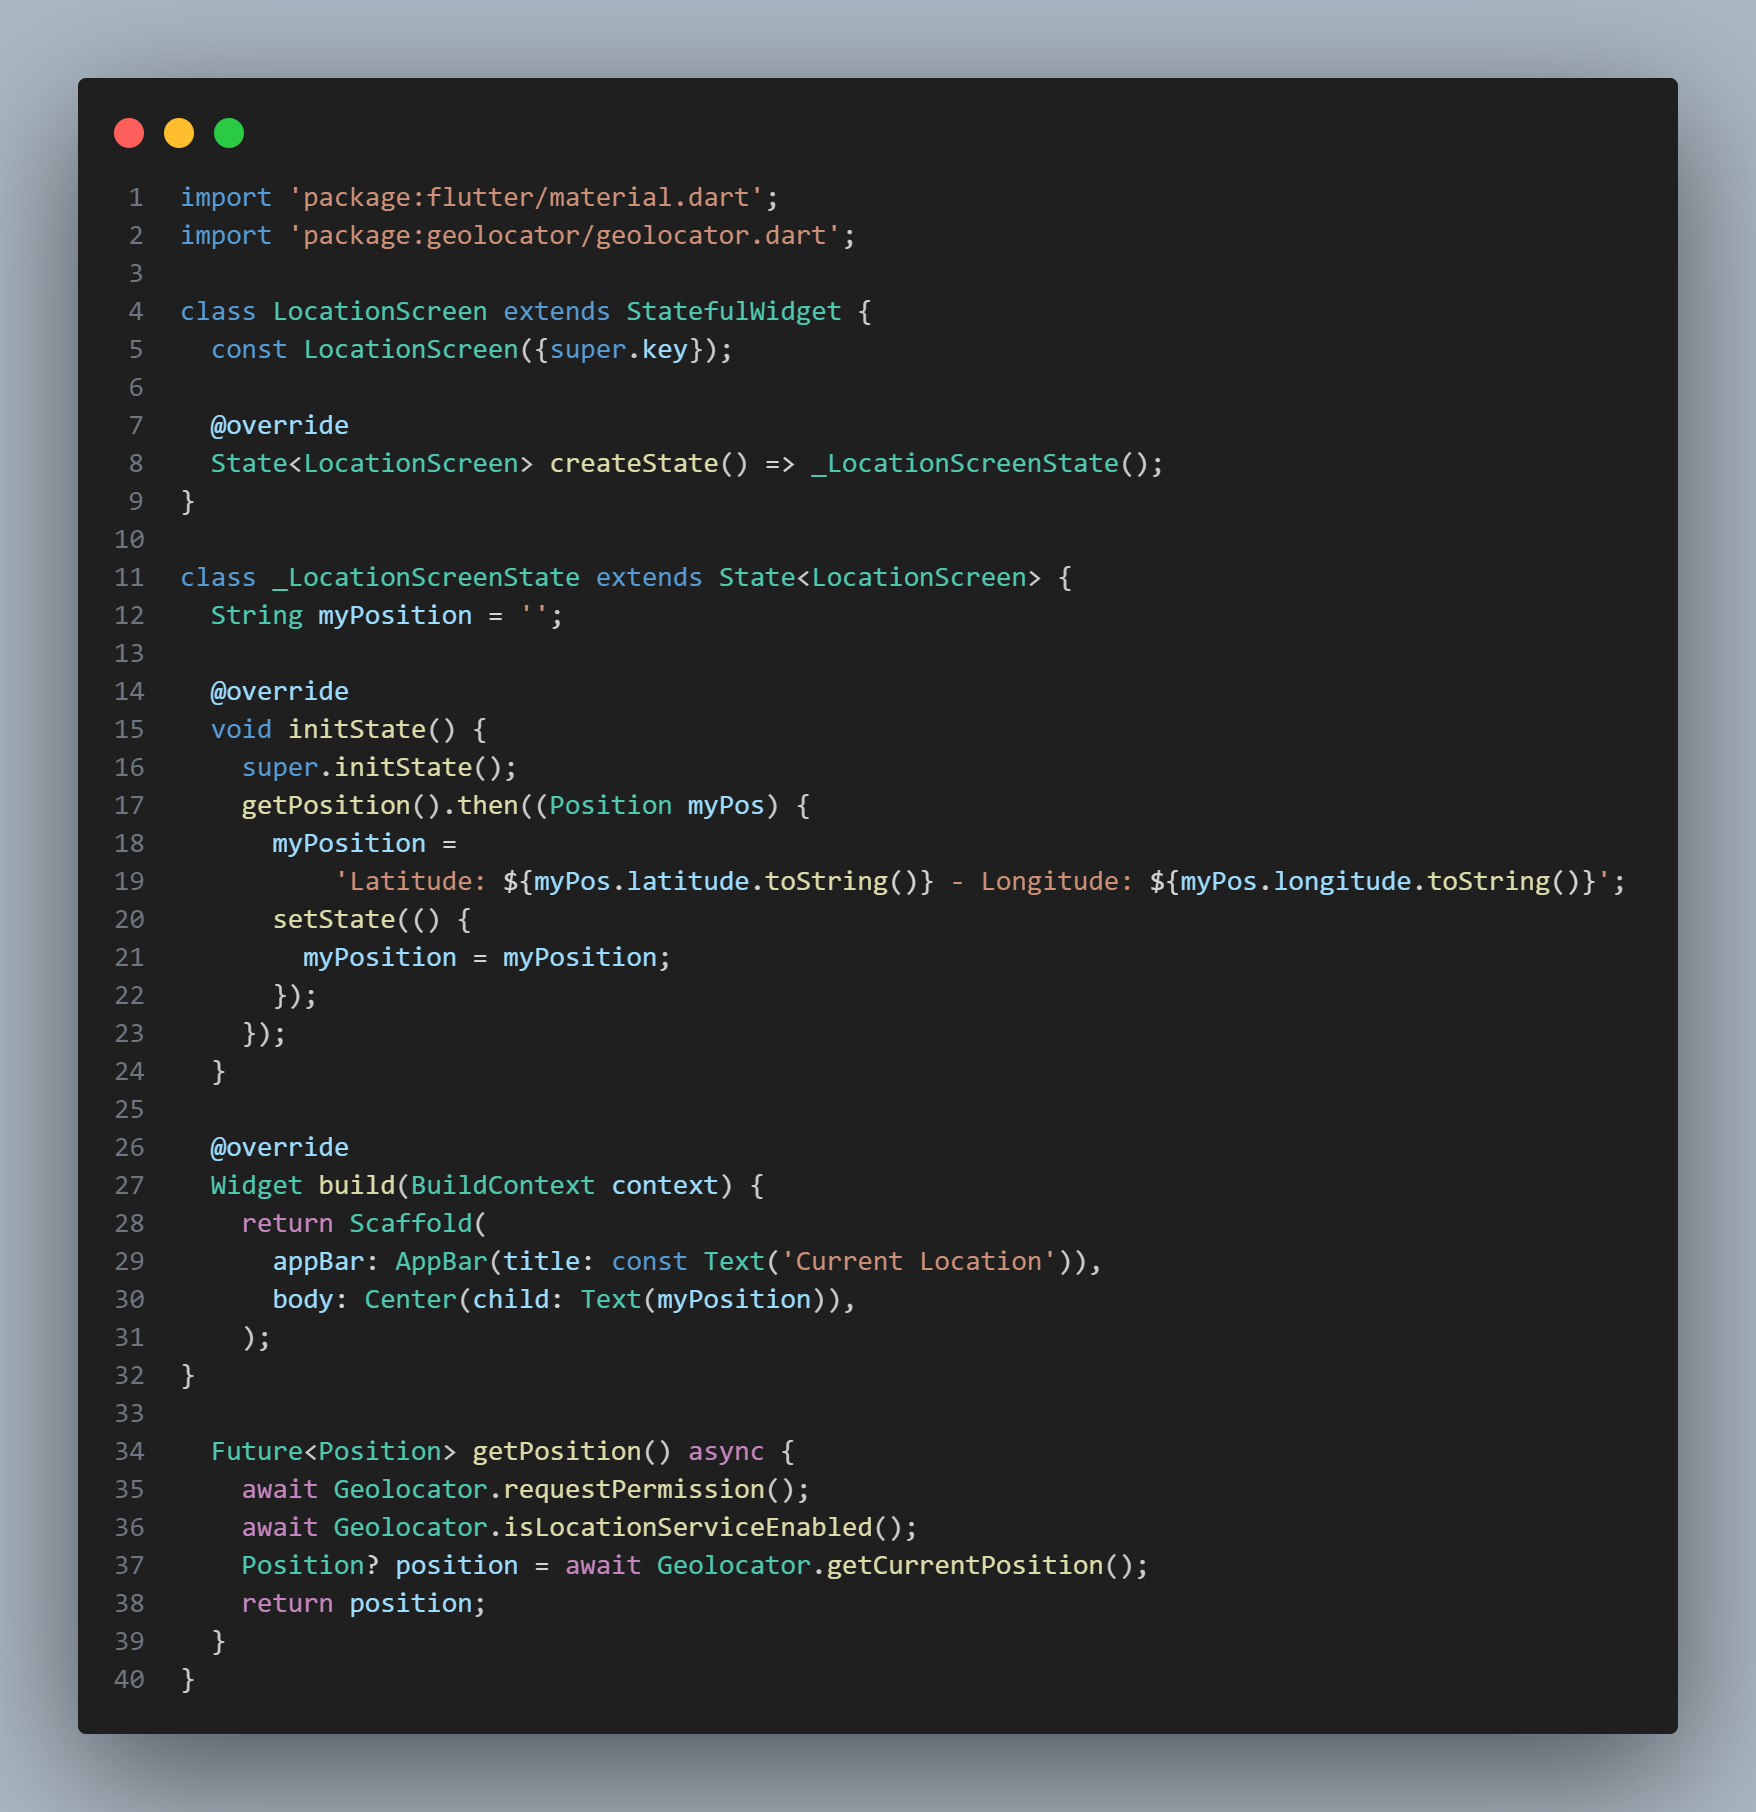 1 import 'package:flutter/material.dart';
2 import 'package:geolocator/geolocator.dart';
3
4 class LocationScreen extends StatefulWidget {
5   const LocationScreen({super.key});
6
7   @override
8   State<LocationScreen> createState() => _LocationScreenState();
9 }
10
11 class _LocationScreenState extends State<LocationScreen> {
12   String myPosition = '';
13
14   @override
15   void initState() {
16     super.initState();
17     getPosition().then((Position myPos) {
18       myPosition =
19           'Latitude: ${myPos.latitude.toString()} - Longitude: ${myPos.longitude.toString()}';
20       setState(() {
21         myPosition = myPosition;
22       });
23     });
24   }
25
26   @override
27   Widget build(BuildContext context) {
28     return Scaffold(
29       appBar: AppBar(title: const Text('Current Location')),
30       body: Center(child: Text(myPosition)),
31     );
32 }
33
34   Future<Position> getPosition() async {
35     await Geolocator.requestPermission();
36     await Geolocator.isLocationServiceEnabled();
37     Position? position = await Geolocator.getCurrentPosition();
38     return position;
39   }
40 }